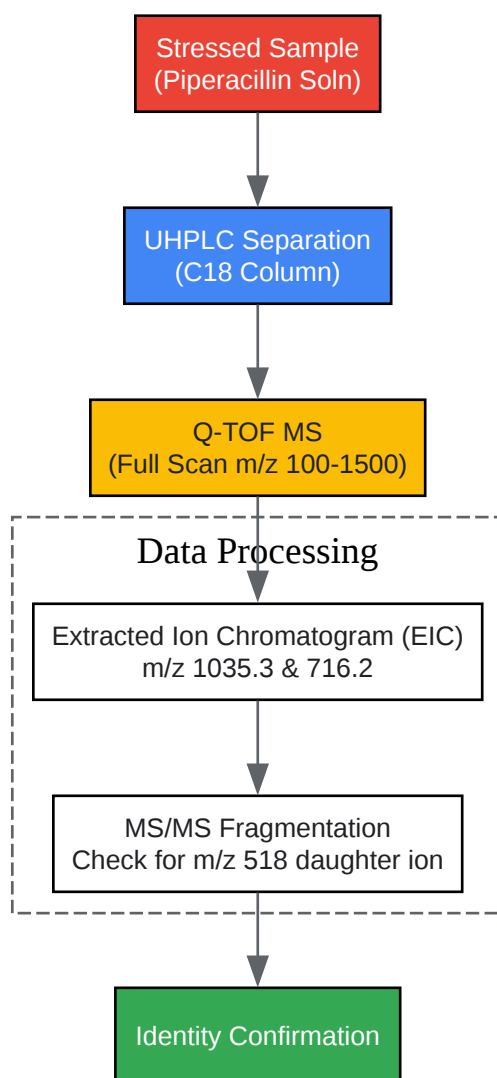 Stressed Sample
(Piperacillin Soln)
UHPLC Separation
(C18 Column)
Q-TOF MS
(Full Scan m/z 100-1500)
Data Processing
Extracted Ion Chromatogram (EIC)
m/z 1035.3 & 716.2
MS/MS Fragmentation
Check for m/z 518 daughter ion
Identity Confirmation